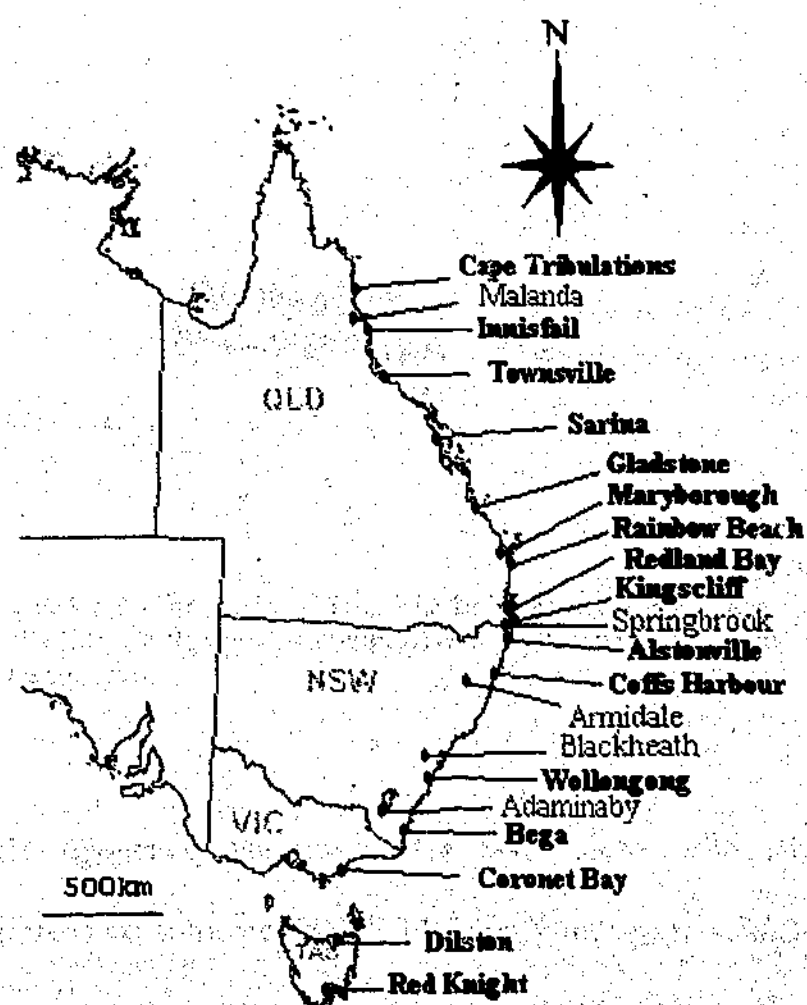 N
Cape Tribulations
Malanda
Innisfail
Townsville
QLD
Sarina
Gladstone
Maryborough
Rainbow Beach
Redland Bay
Kingscliff
Springbrook
Alstonville
NSW
Coffs Harbour
Armidale
Blackheath
Wollongong
Adaminaby
VIC
Bega
500km
Coronet Bay
Dilston
TAS
Red Knight